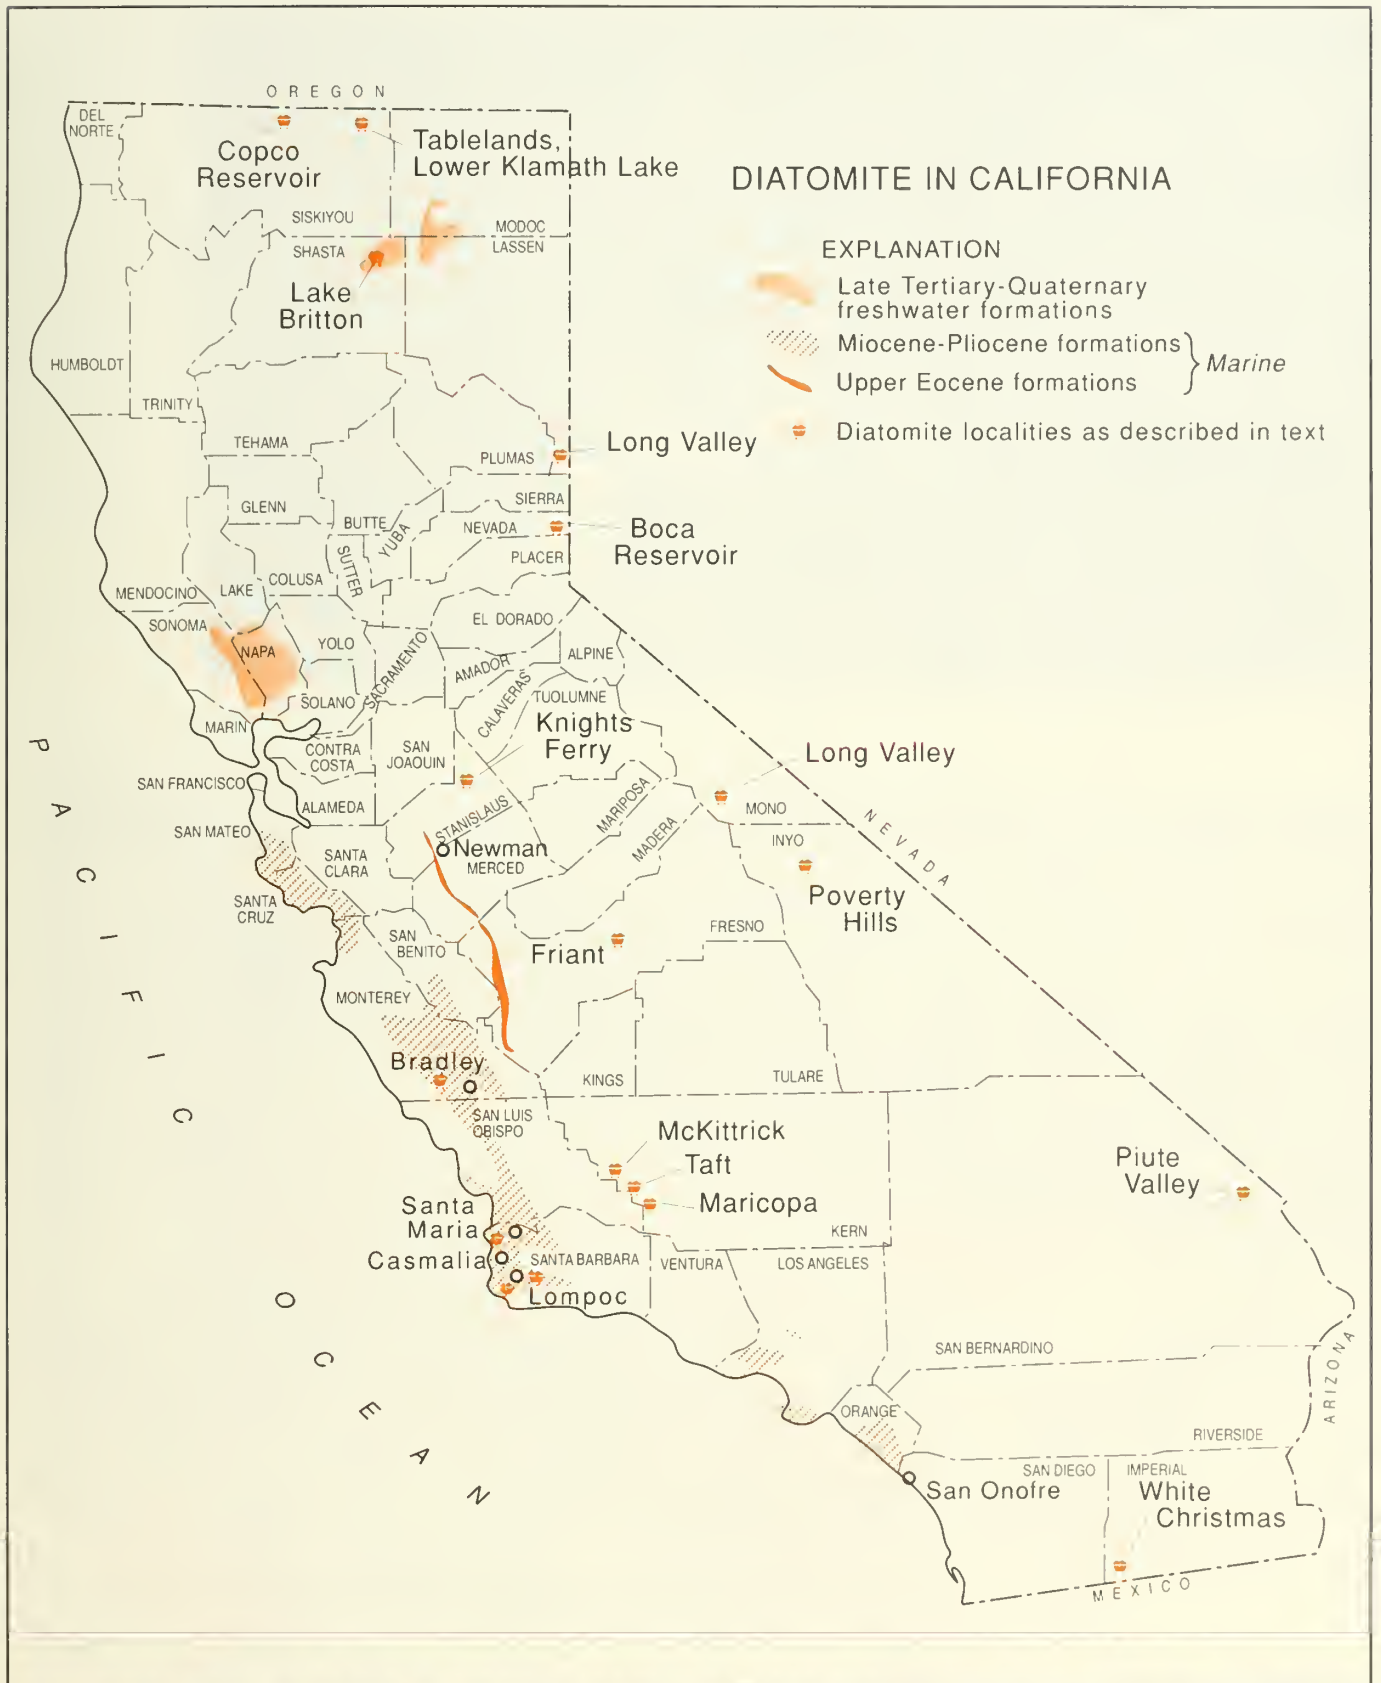 OREGON
DEL
NORTE
Copco
Reservoir
Tablelands,
Lower Klamath Lake
DIATOMITE IN CALIFORNIA
EXPLANATION
Late Tertiary-Quaternary
freshwater formations
Miocene-Pliocene formations
Upper Eocene formations
Marine
Diatomite localities as described in text
SISKIYOU
MODOC
SHASTA
LASSEN
Lake
Britton
HUMBOLDT
TRINITY
TEHAMA
PLUMAS
Long Valley
GLENN
BUTTE
YUBA
SIERRA
NEVADA
Boca
Reservoir
SUTTER
PLACER
MENDOCINO
LAKE
COLUSA
SONOMA
NAPA
YOLO
SACRAMENTO
EL DORADO
AMADOR
ALPINE
SOLANO
CALAVERAS
TUOLUMNE
MARIN
CONTRA
COSTA
SAN
JOAQUIN
Knights
Ferry
Long Valley
SAN FRANCISCO
ALAMEDA
STANISLAUS
MARIPOSA
MONO
NEVADA
SAN MATEO
SANTA
CLARA
Newman
MERCED
MADERA
INYO
Poverty
Hills
SANTA
CRUZ
SAN
BENITO
Friant
FRESNO
MONTEREY
Bradley
KINGS
TULARE
SAN LUIS
OBISPO
McKittrick
Taft
Maricopa
Piute
Valley
Santa
Maria
Casmalia
SANTA BARBARA
Lompoc
VENTURA
KERN
LOS ANGELES
SAN BERNARDINO
ARIZONA
ORANGE
RIVERSIDE
SAN DIEGO
IMPERIAL
San Onofre
White
Christmas
MEXICO
PACIFIC OCEAN